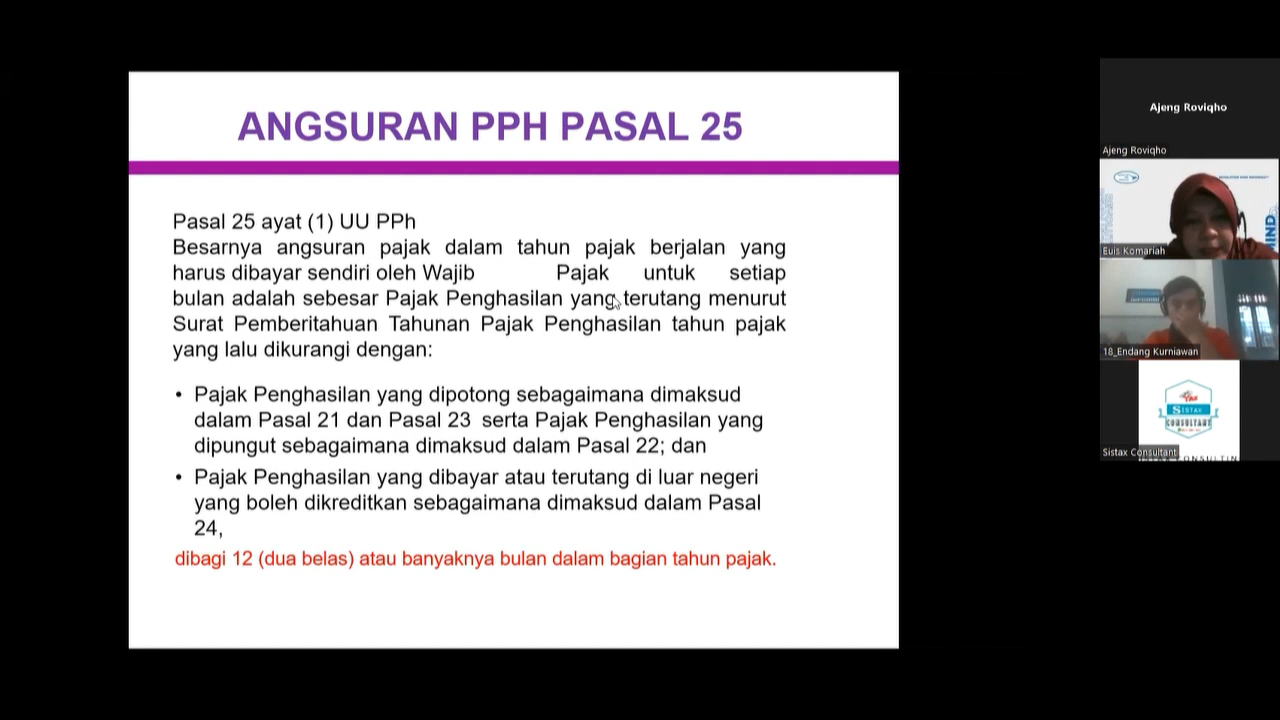 ANGSURAN PPH PASAL 25
Pasal 25 ayat (1) UU PPh
Besarnya angsuran pajak dalam tahun pajak berjalan yang
harus dibayar sendiri oleh Wajib Pajak untuk setiap
bulan adalah sebesar Pajak Penghasilan yang terutang menurut
Surat Pemberitahuan Tahunan Pajak Penghasilan tahun pajak
yang lalu dikurangi dengan:
• Pajak Penghasilan yang dipotong sebagaimana dimaksud
dalam Pasal 21 dan Pasal 23 serta Pajak Penghasilan yang
dipungut sebagaimana dimaksud dalam Pasal 22; dan
• Pajak Penghasilan yang dibayar atau terutang di luar negeri
yang boleh dikreditkan sebagaimana dimaksud dalam Pasal
24,
dibagi 12 (dua belas) atau banyaknya bulan dalam bagian tahun pajak.
Ajeng Roviqho
Ajeng Roviqho
Euis Komariah
18_Endang Kurniawan
SISTAX
CONSULTANT
Sistax Consultant